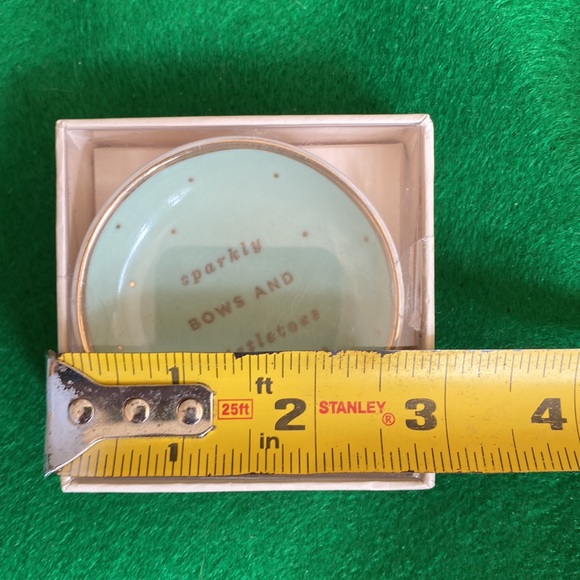 sparkly
BOWS AND
1 ft
25ft 2 STANLEY® 3 4
1 in